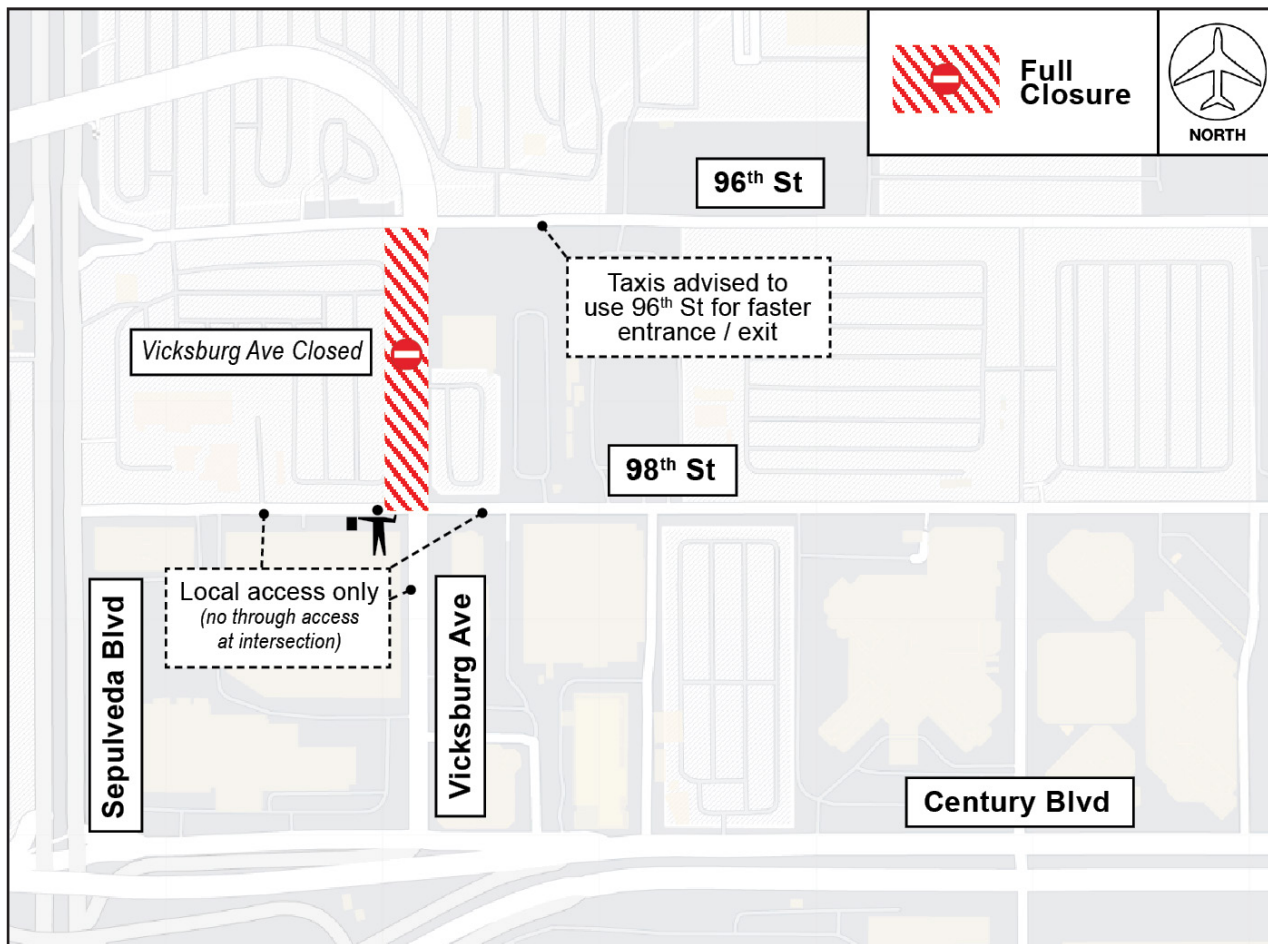 Full
Closure
NORTH
96th St
Taxis advised to
use 96th St for faster
entrance / exit
Vicksburg Ave Closed
98th St
Local access only
(no through access
at intersection)
Sepulveda Blvd
Vicksburg Ave
Century Blvd